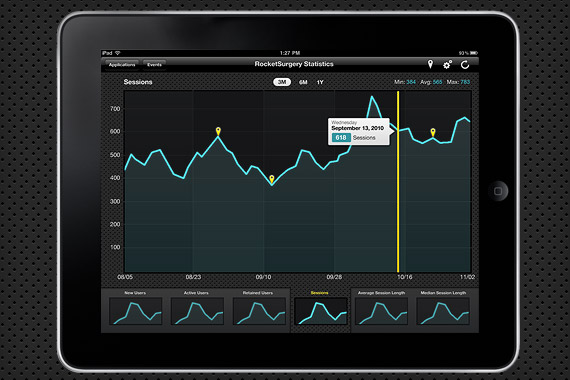 iPad
1:27 PM
93%
Applications
Events
RocketSurgery Statistics
Sessions
3M
6M
1Y
Min: 384 Avg: 565 Max: 783
700
600
500
400
300
200
100
Wednesday
September 13, 2010
618 Sessions
08/05
08/23
09/10
09/28
10/16
11/02
New Users
Active Users
Retained Users
Sessions
Average Session Length
Median Session Length